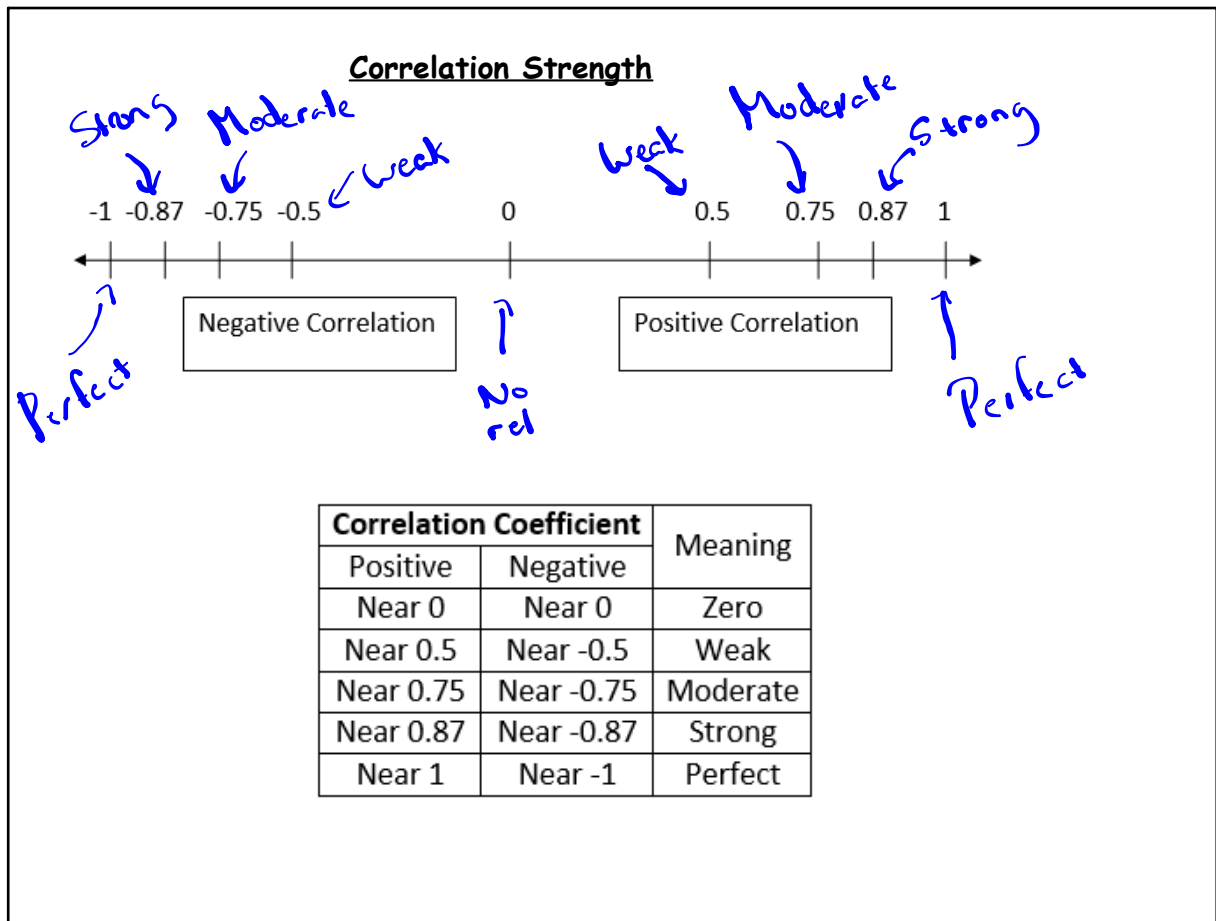 Correlation Strength
Strong Moderate Weak Weak Moderate Strong
-1 -0.87 -0.75 -0.5 0 0.5 0.75 0.87 1
Negative Correlation Positive Correlation
Perfect No rel Perfect
Correlation Coefficient Meaning
Positive Negative
Near 0 Near 0 Zero
Near 0.5 Near -0.5 Weak
Near 0.75 Near -0.75 Moderate
Near 0.87 Near -0.87 Strong
Near 1 Near -1 Perfect